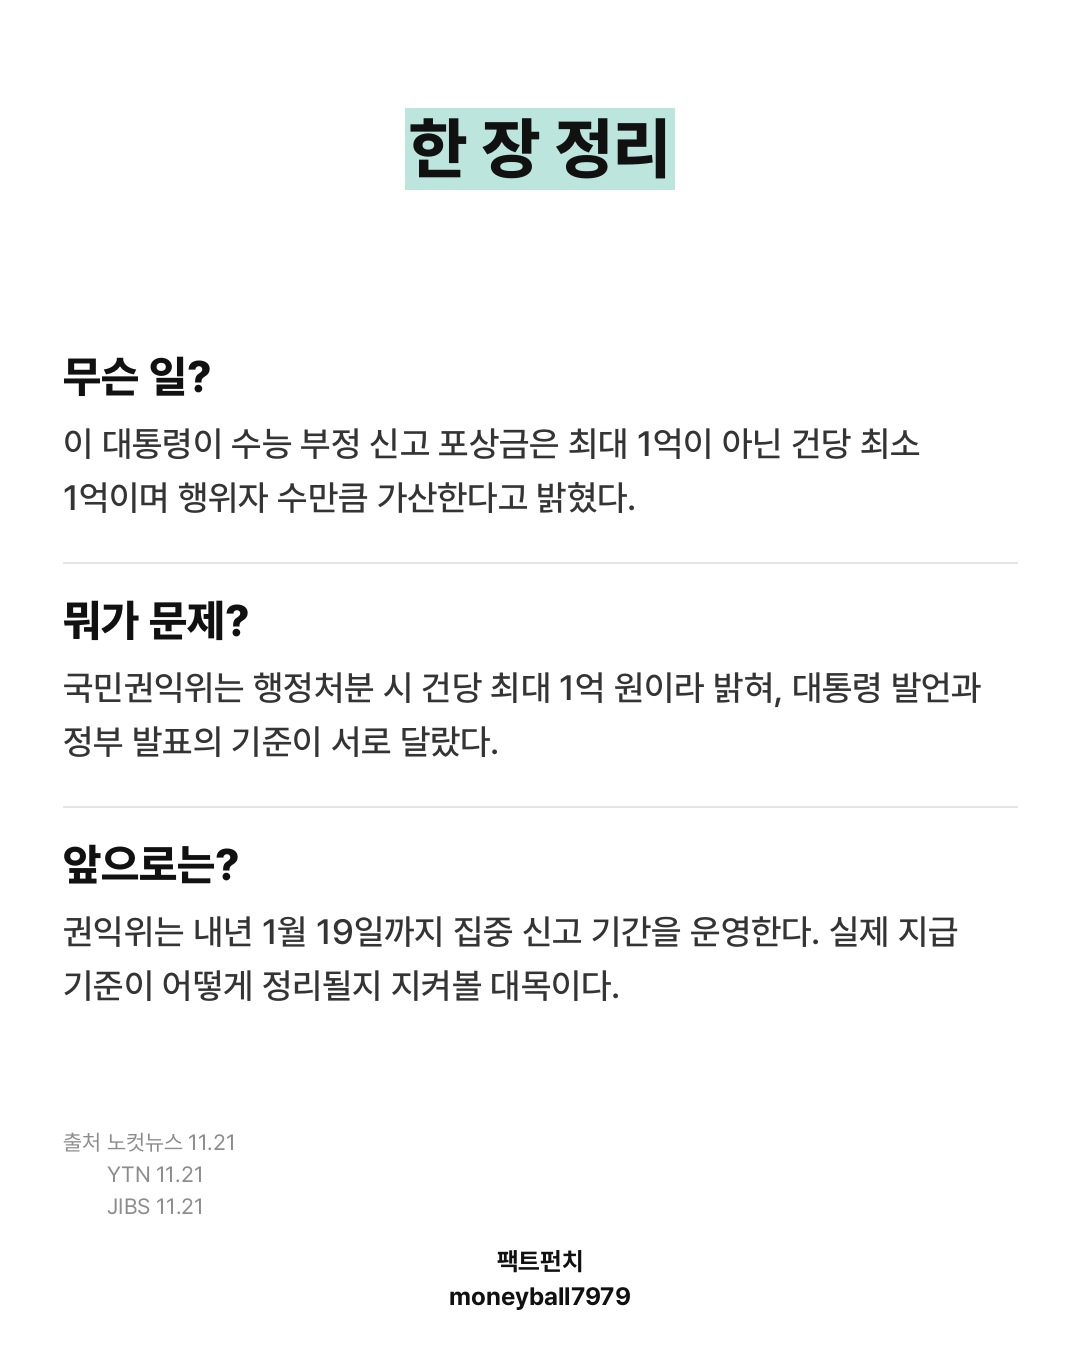 한 장 정리
무슨 일?
이 대통령이 수능 부정 신고 포상금은 최대 1억이 아닌 건당 최소
1억이며 행위자 수만큼 가산한다고 밝혔다.
뭐가 문제?
국민권익위는 행정처분 시 건당 최대 1억 원이라 밝혀, 대통령 발언과
정부 발표의 기준이 서로 달랐다.
앞으로는?
권익위는 내년 1월 19일까지 집중 신고 기간을 운영한다. 실제 지급
기준이 어떻게 정리될지 지켜볼 대목이다.
출처 노컷뉴스 11.21
YTN 11.21
JIBS 11.21
팩트펀치
moneyball7979